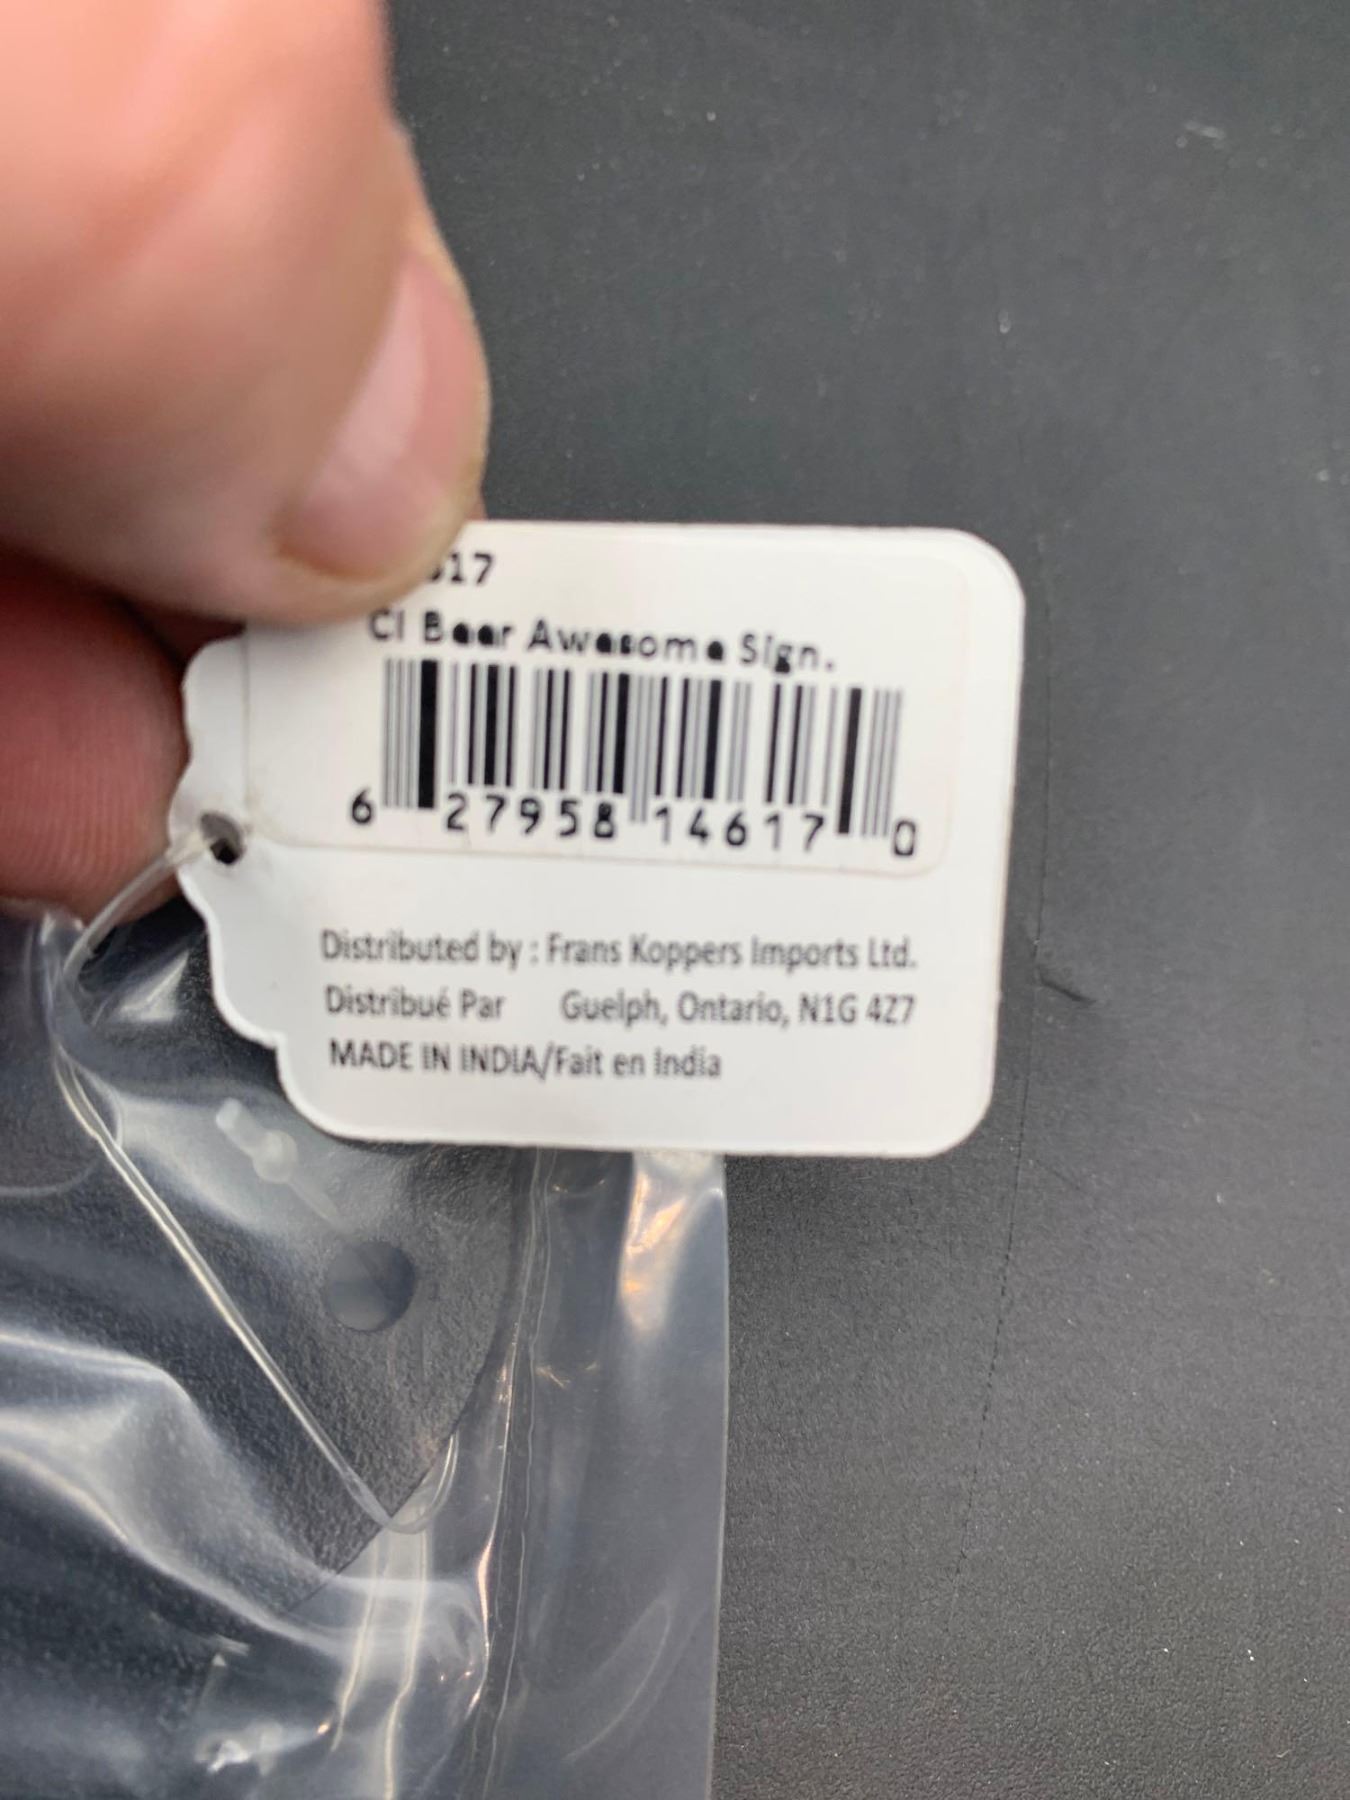 CI Beer Awesome Sign.
6 27958 14617 0
Distributed by : Frans Koppers Imports Ltd.
Distribué Par Guelph, Ontario, N1G 4Z7
MADE IN INDIA/Fait en India